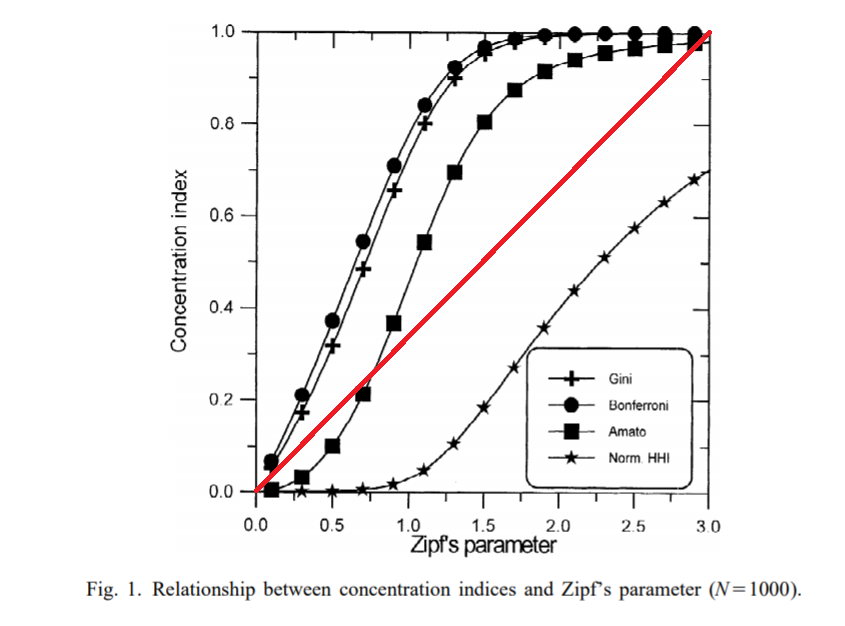 Concentration index
1.0
0.8
0.6
0.4
0.2
0.0
0.0 0.5 1.0 1.5 2.0 2.5 3.0
Zipf's parameter
Gini
Bonferroni
Amato
Norm. HHI
Fig. 1. Relationship between concentration indices and Zipf's parameter (N=1000).